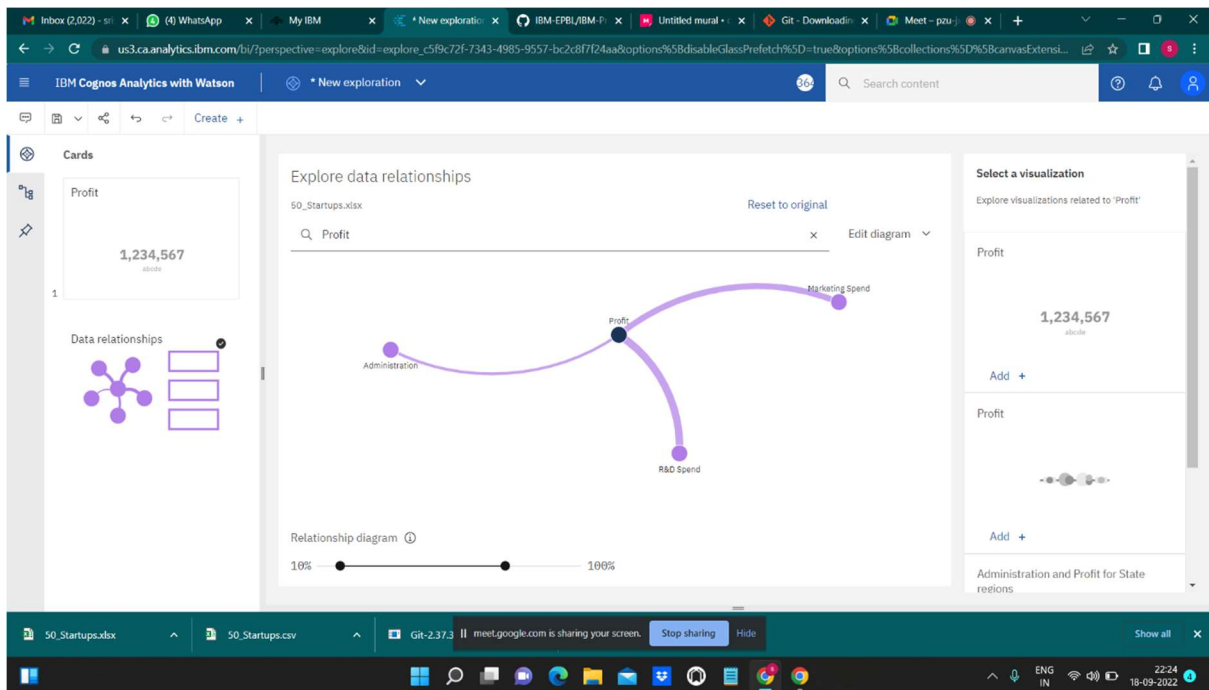 Inbox (2,022) - sri
(4) WhatsApp
My IBM
* New exploration
IBM-EPBL/IBM-Pr
Untitled mural •
Git - Downloadin
Meet – pzu-j
us3.ca.analytics.ibm.com/bi/?perspective=explore&id=explore_c5f9c72f-7343-4985-9557-bc2c8f7f24aa&options%5BdisableGlassPrefetch%5D=true&options%5Bcollections%5D%5BcanvasExtensi...
S
IBM Cognos Analytics with Watson
* New exploration
364
Search content
Create +
Cards
Profit
1,234,567
abcde
1
Data relationships
Explore data relationships
50_Startups.xlsx
Reset to original
Profit
Edit diagram
Marketing Spend
Profit
Administration
R&D Spend
Relationship diagram
10%
100%
Select a visualization
Explore visualizations related to 'Profit'
Profit
1,234,567
abcde
Add +
Profit
Add +
Administration and Profit for State
regions
50_Startups.xlsx
50_Startups.csv
Git-2.37.3
meet.google.com is sharing your screen.
Stop sharing
Hide
Show all
ENG
IN
22:24
18-09-2022
4